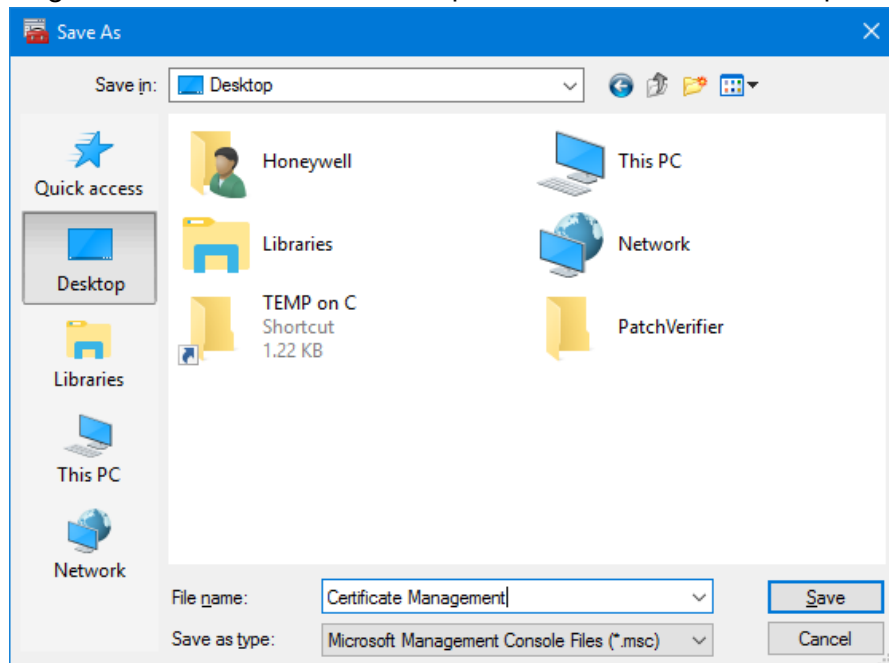 Save As
Save in:
Desktop
Quick access
Desktop
Libraries
This PC
Network
Honeywell
This PC
Libraries
Network
TEMP on C
Shortcut
1.22 KB
PatchVerifier
File name:
Certificate Management
Save
Save as type:
Microsoft Management Console Files (*.msc)
Cancel